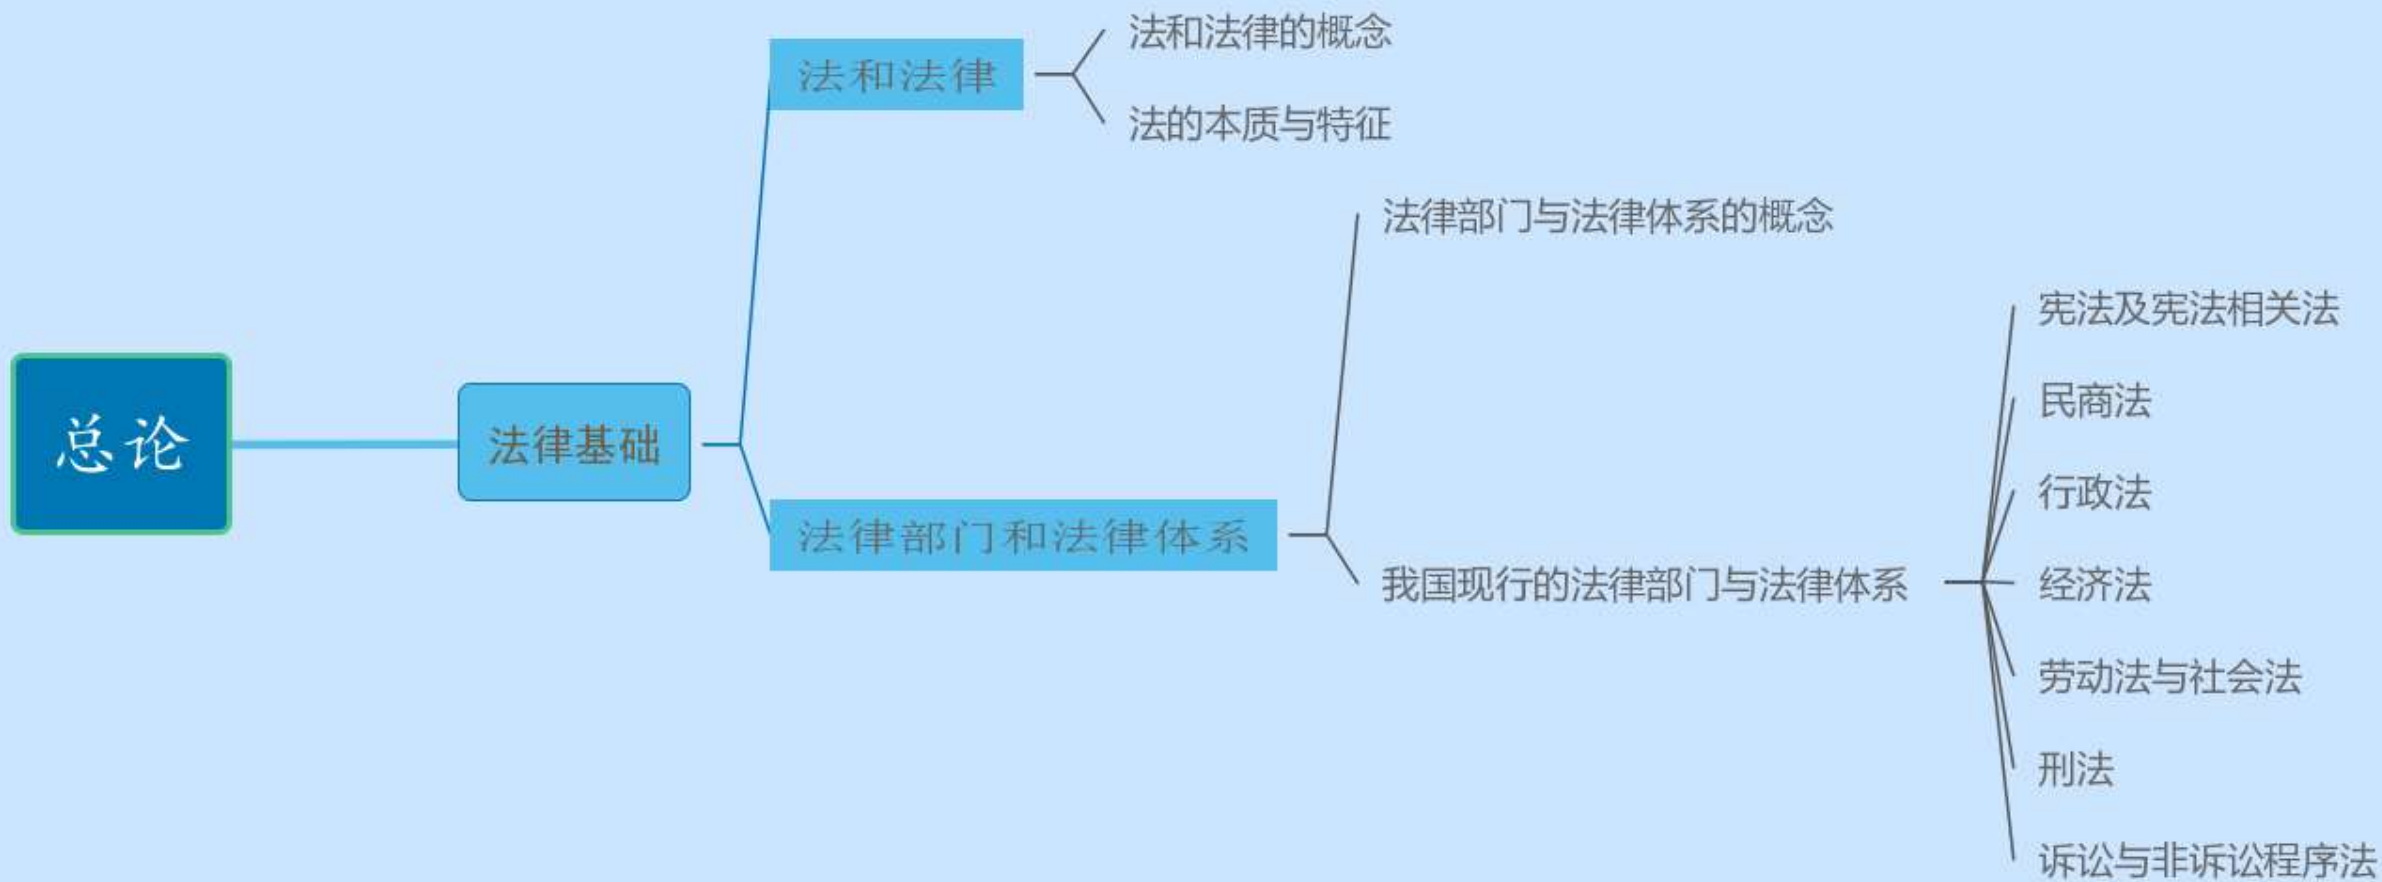 总论
法律基础
法和法律
法和法律的概念
法的本质与特征
法律部门和法律体系
法律部门与法律体系的概念
我国现行的法律部门与法律体系
宪法及宪法相关法
民商法
行政法
经济法
劳动法与社会法
刑法
诉讼与非诉讼程序法